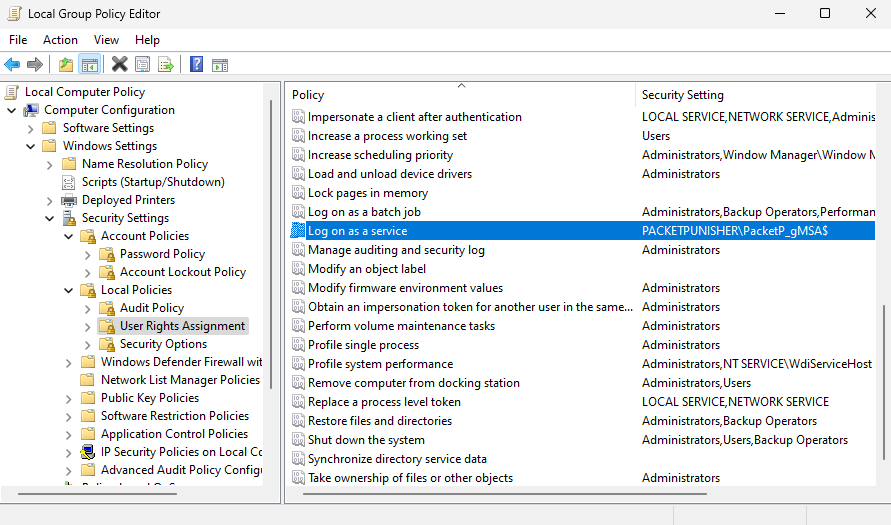 Local Group Policy Editor
File Action View Help
Local Computer Policy
Computer Configuration
Software Settings
Windows Settings
Name Resolution Policy
Scripts (Startup/Shutdown)
Deployed Printers
Security Settings
Account Policies
Password Policy
Account Lockout Policy
Local Policies
Audit Policy
User Rights Assignment
Security Options
Windows Defender Firewall wit
Network List Manager Policies
Public Key Policies
Software Restriction Policies
Application Control Policies
IP Security Policies on Local Co
Advanced Audit Policy Configu
Policy Security Setting
Impersonate a client after authentication LOCAL SERVICE,NETWORK SERVICE,Adminis
Increase a process working set Users
Increase scheduling priority Administrators,Window Manager\Window M
Load and unload device drivers Administrators
Lock pages in memory
Log on as a batch job Administrators,Backup Operators,Performan
Log on as a service PACKETPUNISHER\PacketP_gMSA$
Manage auditing and security log Administrators
Modify an object label
Modify firmware environment values Administrators
Obtain an impersonation token for another user in the same... Administrators
Perform volume maintenance tasks Administrators
Profile single process Administrators
Profile system performance Administrators,NT SERVICE\WdiServiceHost
Remove computer from docking station Administrators,Users
Replace a process level token LOCAL SERVICE,NETWORK SERVICE
Restore files and directories Administrators,Backup Operators
Shut down the system Administrators,Users,Backup Operators
Synchronize directory service data
Take ownership of files or other objects Administrators